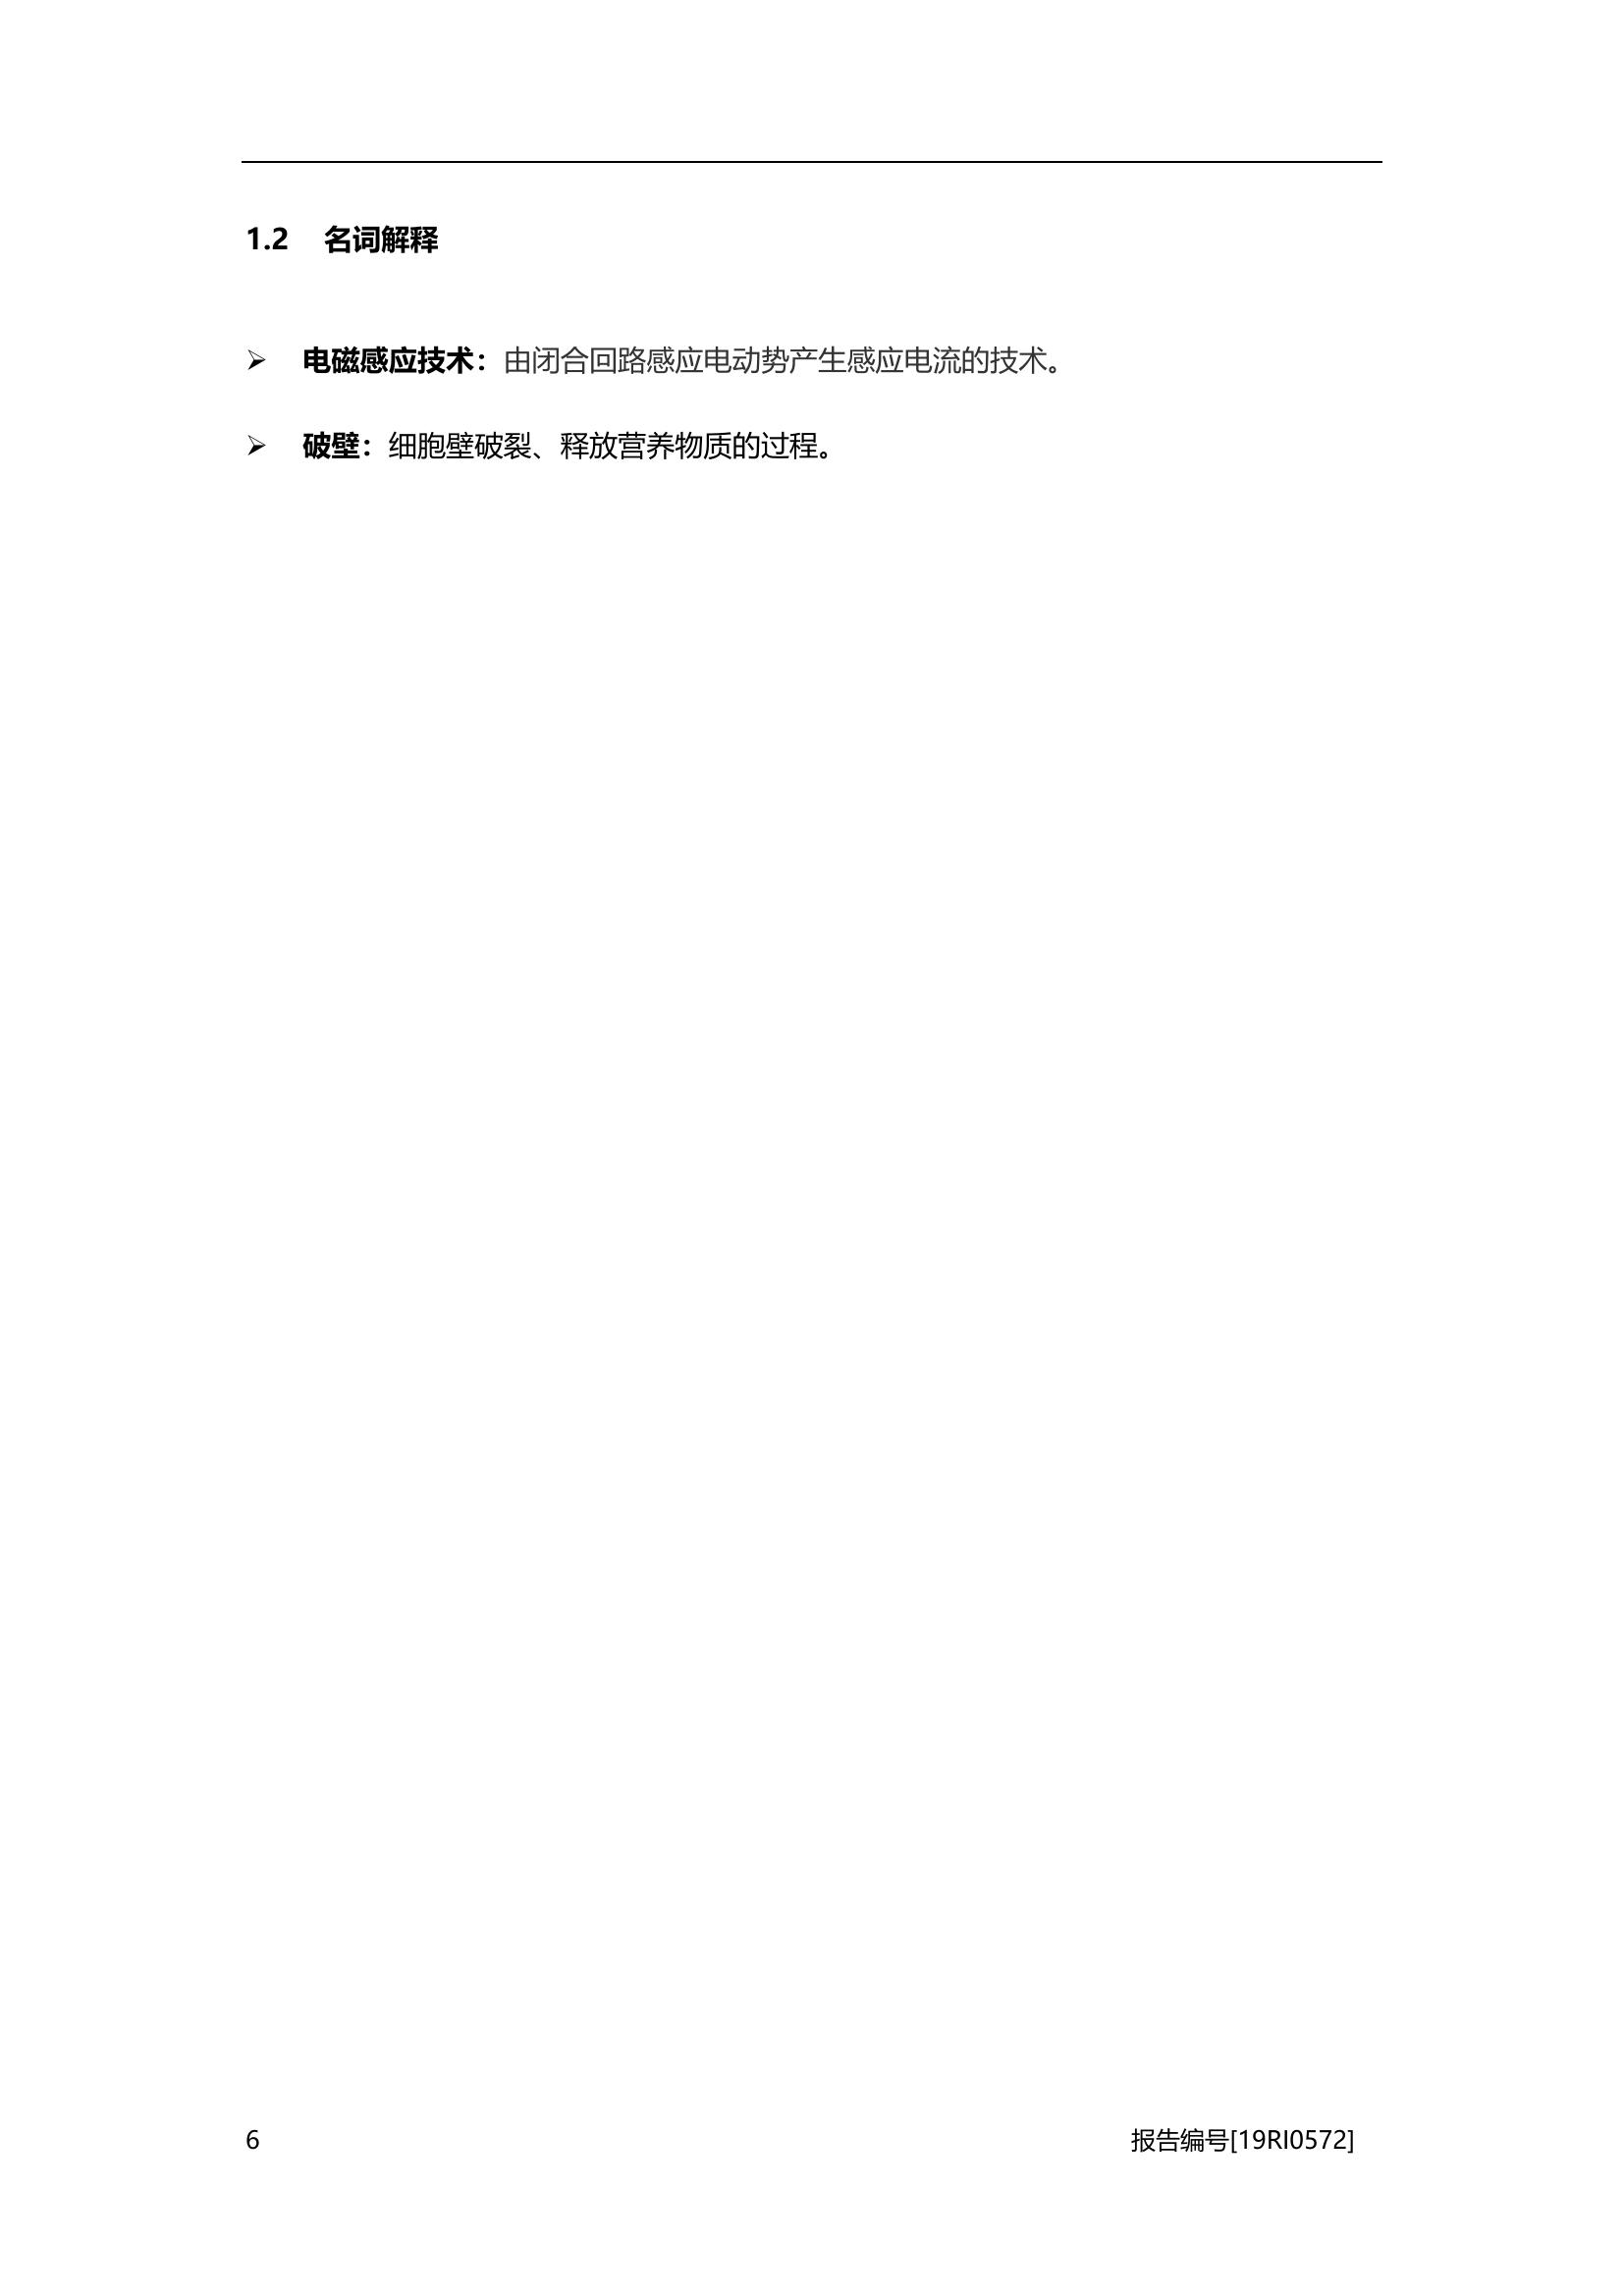 1.2 名词解释
➢ 电磁感应技术：由闭合回路感应电动势产生感应电流的技术。
➢ 破壁：细胞壁破裂、释放营养物质的过程。
6 报告编号[19RI0572]